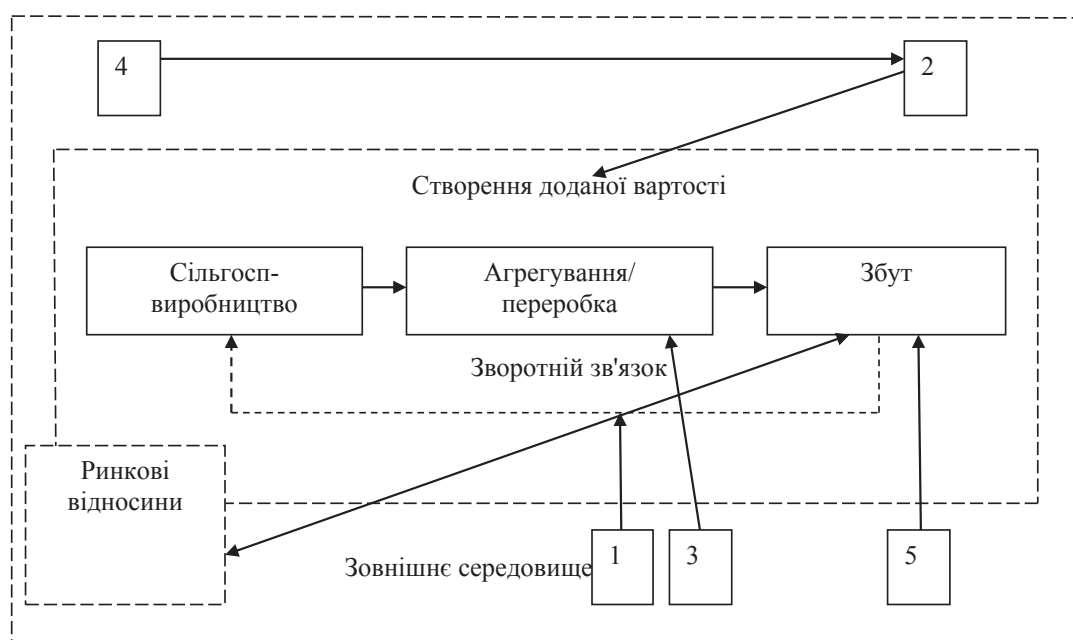 4
2
Створення доданої вартості
Сільгосп-
виробництво
Агрегування/
переробка
Збут
Зворотній зв'язок
Ринкові
відносини
Зовнішнє середовище
1
3
5